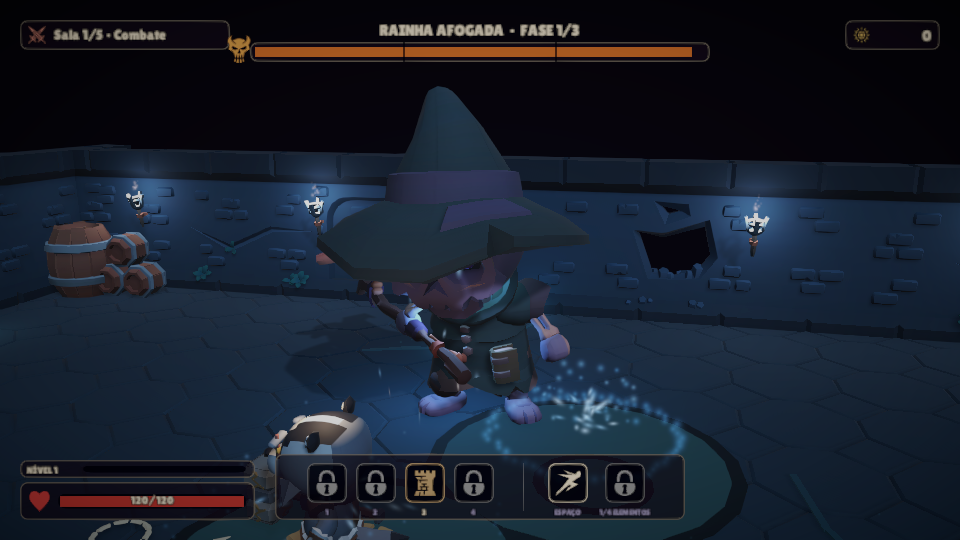 Sala 1/5 · Combate
RAINHA AFOGADA · FASE 1/3
0
NÍVEL 1
120/120
1
2
3
4
ESPAÇO
1/4 ELEMENTOS